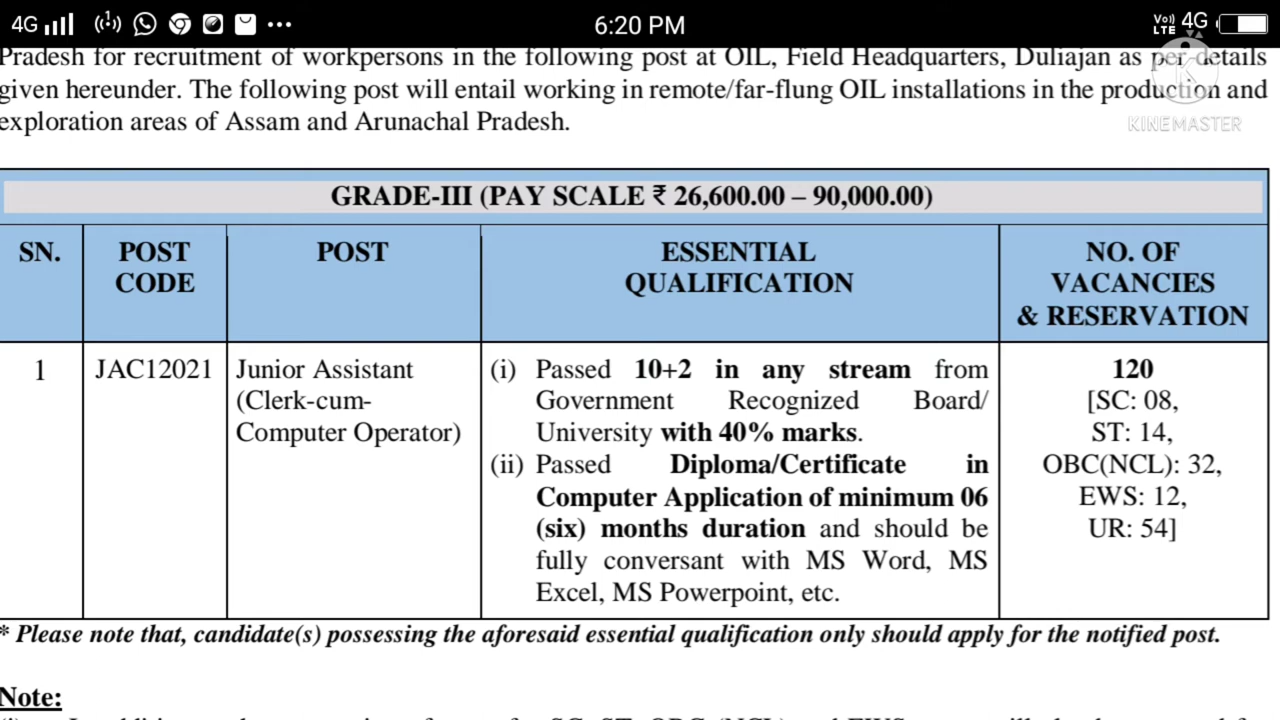 4G 6:20 PM Vo)) LTE 4G
Pradesh for recruitment of workpersons in the following post at OIL, Field Headquarters, Duliajan as per details
given hereunder. The following post will entail working in remote/far-flung OIL installations in the production and
exploration areas of Assam and Arunachal Pradesh.
KINEMASTER
GRADE-III (PAY SCALE ₹ 26,600.00 – 90,000.00)
SN. POST CODE POST ESSENTIAL QUALIFICATION NO. OF VACANCIES & RESERVATION
1
JAC12021
Junior Assistant
(Clerk-cum-
Computer Operator)
(i) Passed 10+2 in any stream from
Government Recognized Board/
University with 40% marks.
(ii) Passed Diploma/Certificate in
Computer Application of minimum 06
(six) months duration and should be
fully conversant with MS Word, MS
Excel, MS Powerpoint, etc.
120
[SC: 08,
ST: 14,
OBC(NCL): 32,
EWS: 12,
UR: 54]
* Please note that, candidate(s) possessing the aforesaid essential qualification only should apply for the notified post.
Note: